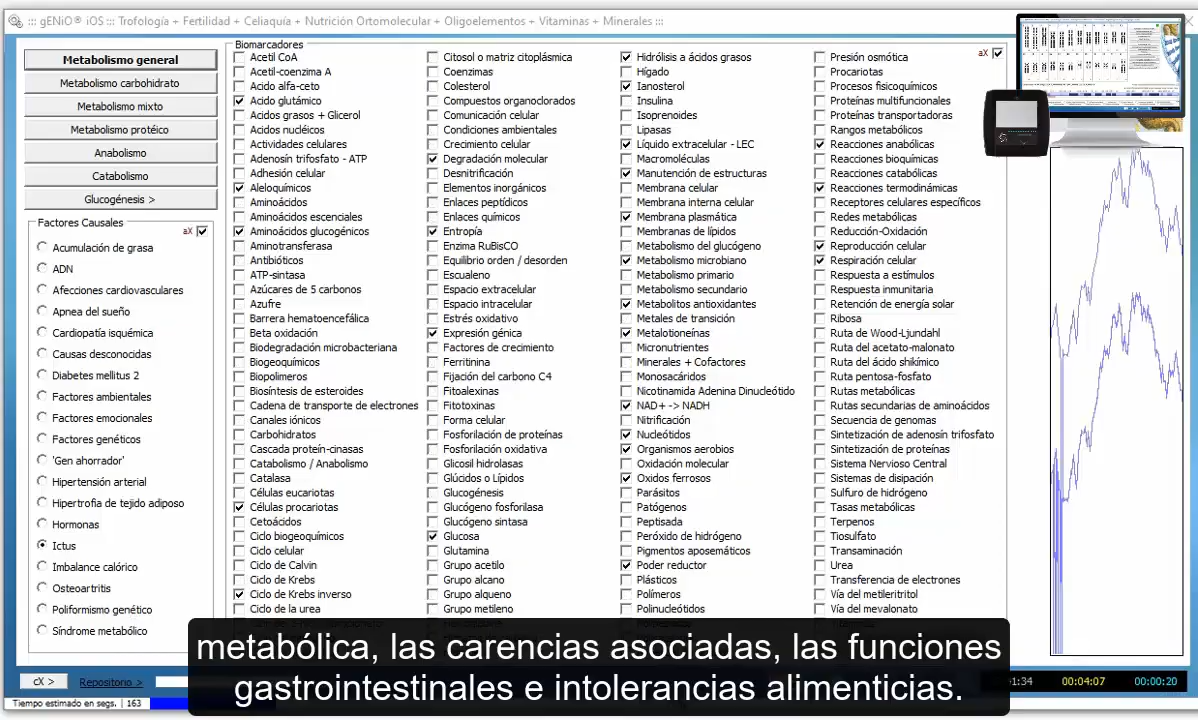 ::: gENiO® iOS ::: Trofología + Fertilidad + Celiaquía + Nutrición Ortomolecular + Oligoelementos + Vitaminas + Minerales :::
Metabolismo general
Metabolismo carbohidrato
Metabolismo mixto
Metabolismo protéico
Anabolismo
Catabolismo
Glucogénesis >
Factores Causales
aX
Acumulación de grasa
ADN
Afecciones cardiovasculares
Apnea del sueño
Cardiopatía isquémica
Causas desconocidas
Diabetes mellitus 2
Factores ambientales
Factores emocionales
Factores genéticos
'Gen ahorrador'
Hipertensión arterial
Hipertrofia de tejido adiposo
Hormonas
Ictus
Imbalance calórico
Osteoartritis
Poliformismo genético
Síndrome metabólico
Biomarcadores
aX
Acetil CoA
Acetil-coenzima A
Acido alfa-ceto
Acido glutámico
Acidos grasos + Glicerol
Acidos nucléicos
Actividades celulares
Adenosín trifosfato - ATP
Adhesión celular
Aleloquímicos
Aminoácidos
Aminoácidos escenciales
Aminoácidos glucogénicos
Aminotransferasa
Antibióticos
ATP-sintasa
Azúcares de 5 carbonos
Azufre
Barrera hematoencefálica
Beta oxidación
Biodegradación microbacteriana
Biogeoquímicos
Biopolimeros
Biosíntesis de esteroides
Cadena de transporte de electrones
Canales iónicos
Carbohidratos
Cascada proteín-cinasas
Catabolismo / Anabolismo
Catalasa
Células eucariotas
Células procariotas
Cetoácidos
Ciclo biogeoquímicos
Ciclo celular
Ciclo de Calvin
Ciclo de Krebs
Ciclo de Krebs inverso
Ciclo de la urea
Citosol o matriz citoplásmica
Coenzimas
Colesterol
Compuestos organoclorados
Comunicación celular
Condiciones ambientales
Crecimiento celular
Degradación molecular
Desnitrificación
Elementos inorgánicos
Enlaces peptídicos
Enlaces químicos
Entropía
Enzima RuBisCO
Equilibrio orden / desorden
Escualeno
Espacio extracelular
Espacio intracelular
Estrés oxidativo
Expresión génica
Factores de crecimiento
Ferritinina
Fijación del carbono C4
Fitoalexinas
Fitotoxinas
Forma celular
Fosforilación de proteínas
Fosforilación oxidativa
Glicosil hidrolasas
Glúcidos o Lípidos
Glucogénesis
Glucógeno fosforilasa
Glucógeno sintasa
Glucosa
Glutamina
Grupo acetilo
Grupo alcano
Grupo alqueno
Grupo metileno
Hidrólisis a ácidos grasos
Hígado
Ianosterol
Insulina
Isoprenoides
Lipasas
Líquido extracelular - LEC
Macromoléculas
Manutención de estructuras
Membrana celular
Membrana interna celular
Membrana plasmática
Membranas de lípidos
Metabolismo del glucógeno
Metabolismo microbiano
Metabolismo primario
Metabolismo secundario
Metabolitos antioxidantes
Metales de transición
Metalotioneínas
Micronutrientes
Minerales + Cofactores
Monosacáridos
Nicotinamida Adenina Dinucleótido
NAD+ -> NADH
Nitrificación
Nucleótidos
Organismos aerobios
Oxidación molecular
Oxidos ferrosos
Parásitos
Patógenos
Peptisada
Peróxido de hidrógeno
Pigmentos aposemáticos
Poder reductor
Plásticos
Polímeros
Polinucleótidos
Presión osmótica
Procariotas
Procesos fisicoquímicos
Proteínas multifuncionales
Proteínas transportadoras
Rangos metabólicos
Reacciones anabólicas
Reacciones bioquímicas
Reacciones catabólicas
Reacciones termodinámicas
Receptores celulares específicos
Redes metabólicas
Reducción-Oxidación
Reproducción celular
Respiración celular
Respuesta a estímulos
Respuesta inmunitaria
Retención de energía solar
Ribosa
Ruta de Wood-Ljundahl
Ruta del acetato-malonato
Ruta del ácido shikímico
Ruta pentosa-fosfato
Rutas metabólicas
Rutas secundarias de aminoácidos
Secuencia de genomas
Sintetización de adenosín trifosfato
Sintetización de proteínas
Sistema Nervioso Central
Sistemas de disipación
Sulfuro de hidrógeno
Tasas metabólicas
Terpenos
Tiosulfato
Transaminación
Urea
Transferencia de electrones
Vía del metileritritol
Vía del mevalonato
metabólica, las carencias asociadas, las funciones
gastrointestinales e intolerancias alimenticias.
cX >
Repositorio >
1:34
00:04:07
00:00:20
Tiempo estimado en segs. | 163